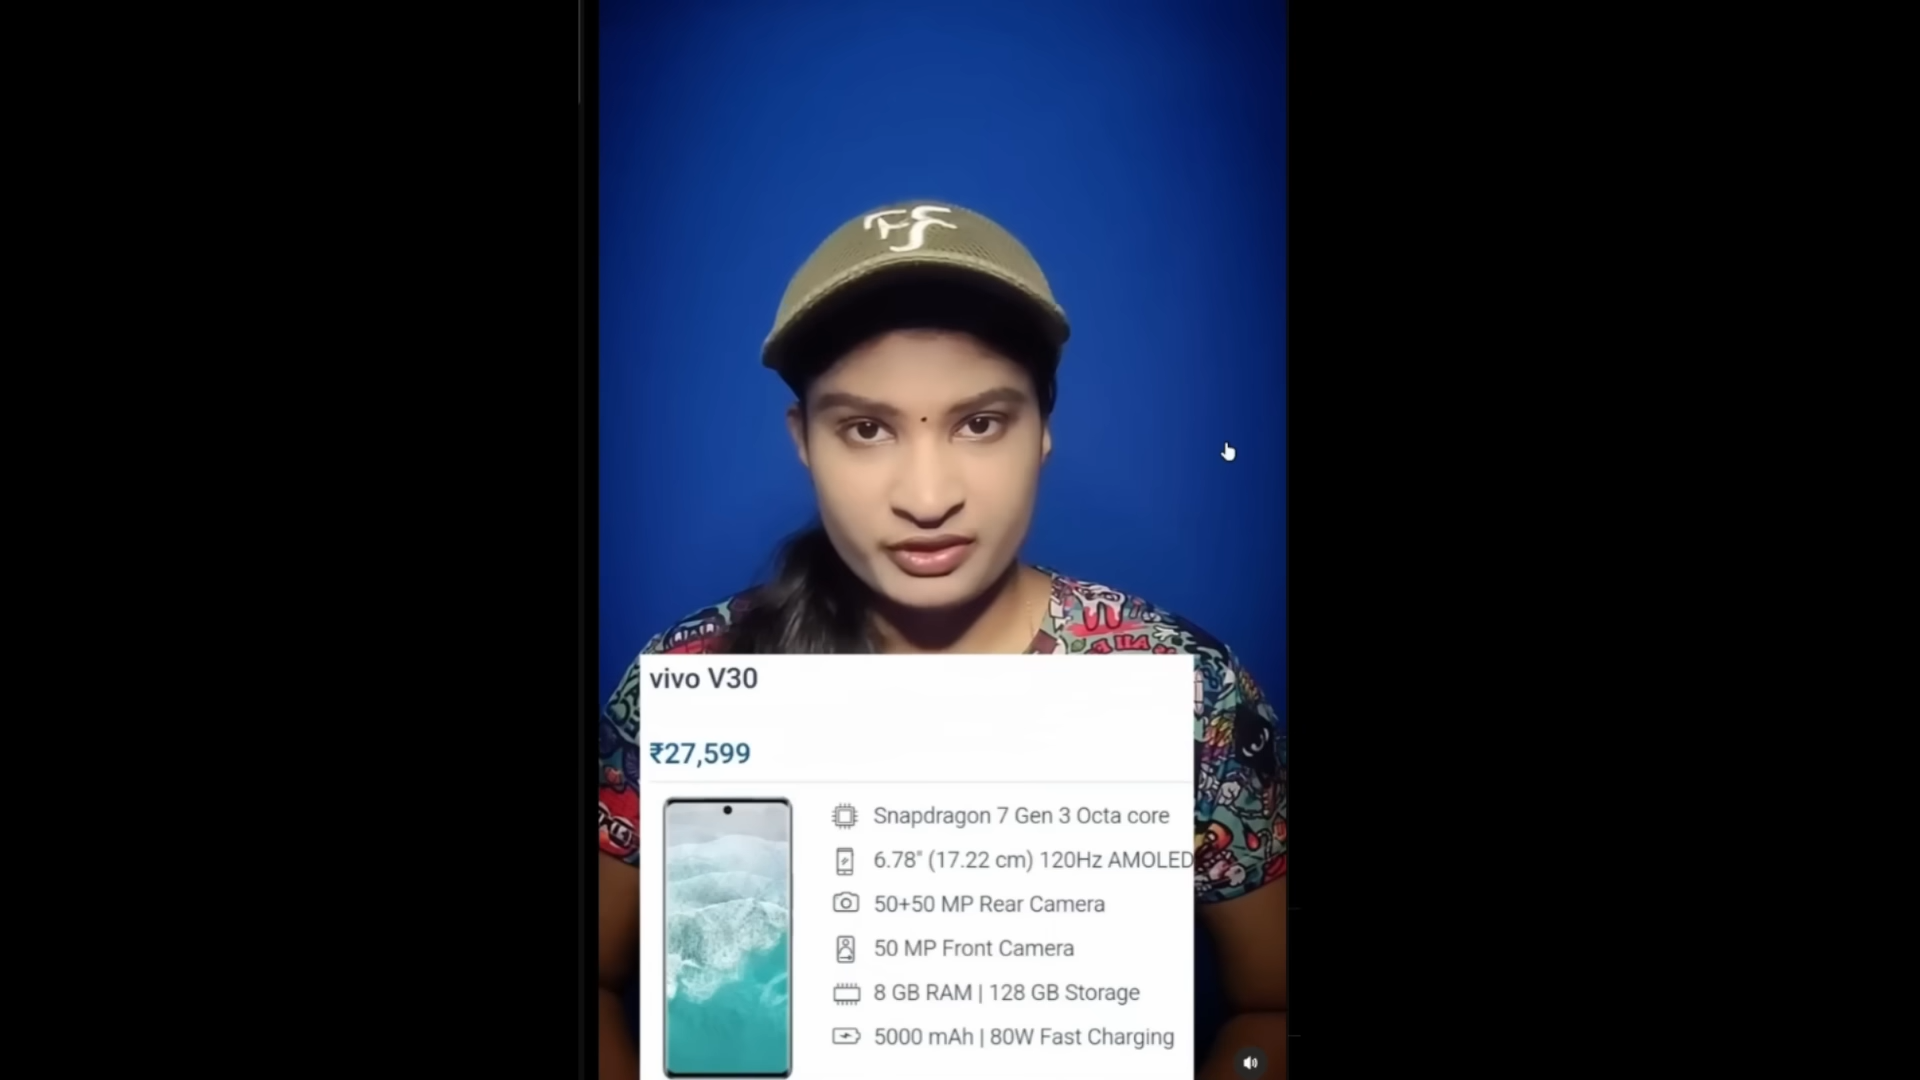 vivo V30
₹27,599
Snapdragon 7 Gen 3 Octa core
6.78" (17.22 cm) 120Hz AMOLED
50+50 MP Rear Camera
50 MP Front Camera
8 GB RAM | 128 GB Storage
5000 mAh | 80W Fast Charging